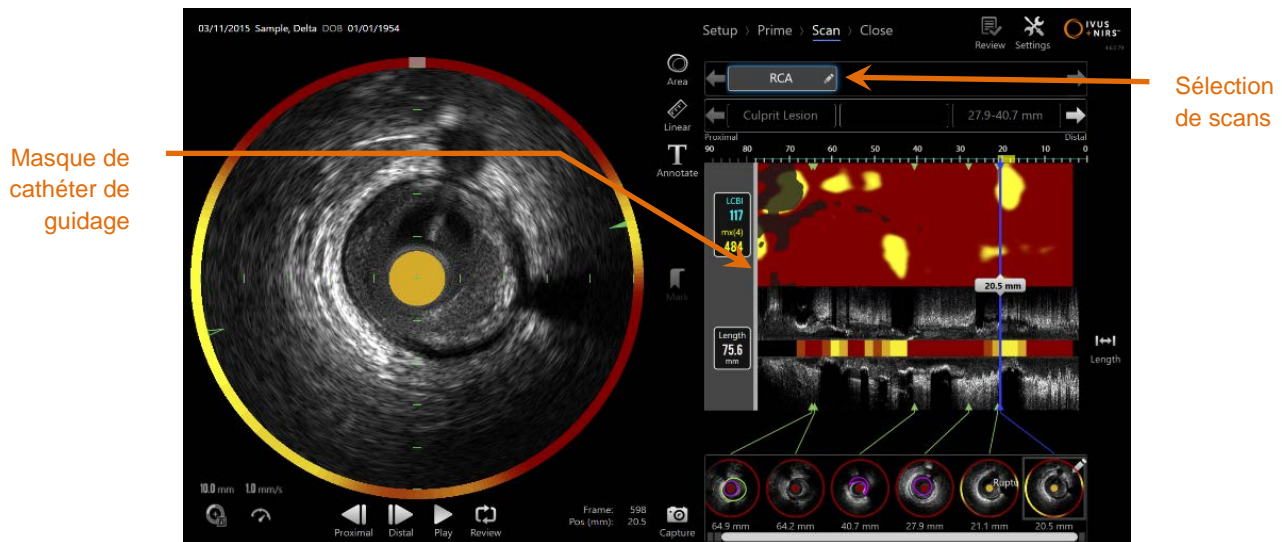 03/11/2015 Sample, Delta DOB 01/01/1954
Setup › Prime › Scan › Close
Review
Settings
IVUS
+NIRS™
Area
RCA
Sélection
de scans
Linear
Culprit Lesion
27.9-40.7 mm
Proximal
Distal
90 80 70 60 50 40 30 20 10 0
Annotate
Masque de
cathéter de
guidage
LCBI
117
mx(4)
484
Mark
20.5 mm
Length
75.6
mm
Length
Ruptu
10.0 mm 1.0 mm/s
Proximal
Distal
Play
Review
Frame: 598
Pos (mm): 20.5
Capture
64.9 mm
64.2 mm
40.7 mm
27.9 mm
21.1 mm
20.5 mm